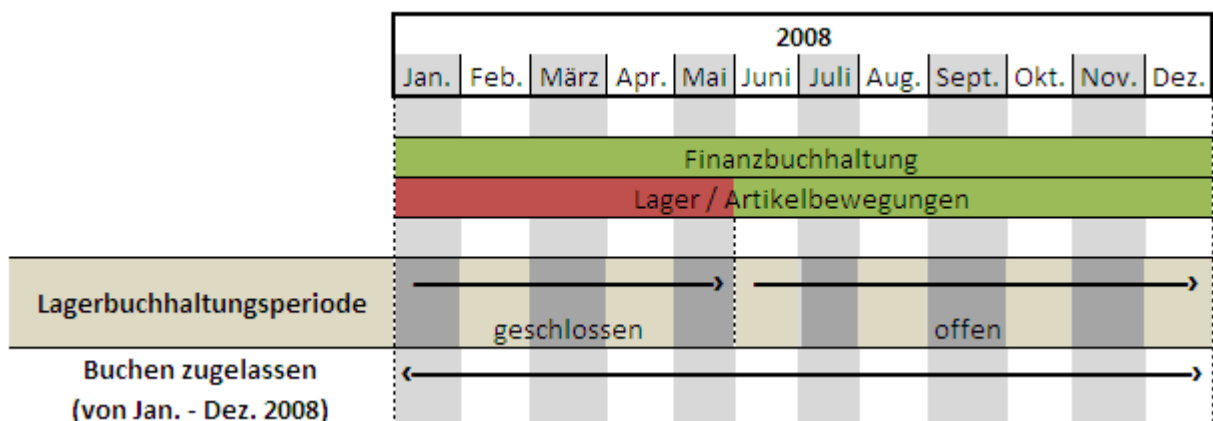 2008
Jan. Feb. März Apr. Mai Juni Juli Aug. Sept. Okt. Nov. Dez.
Finanzbuchhaltung
Lager / Artikelbewegungen
Lagerbuchhaltungsperiode
geschlossen offen
Buchen zugelassen
(von Jan. - Dez. 2008)